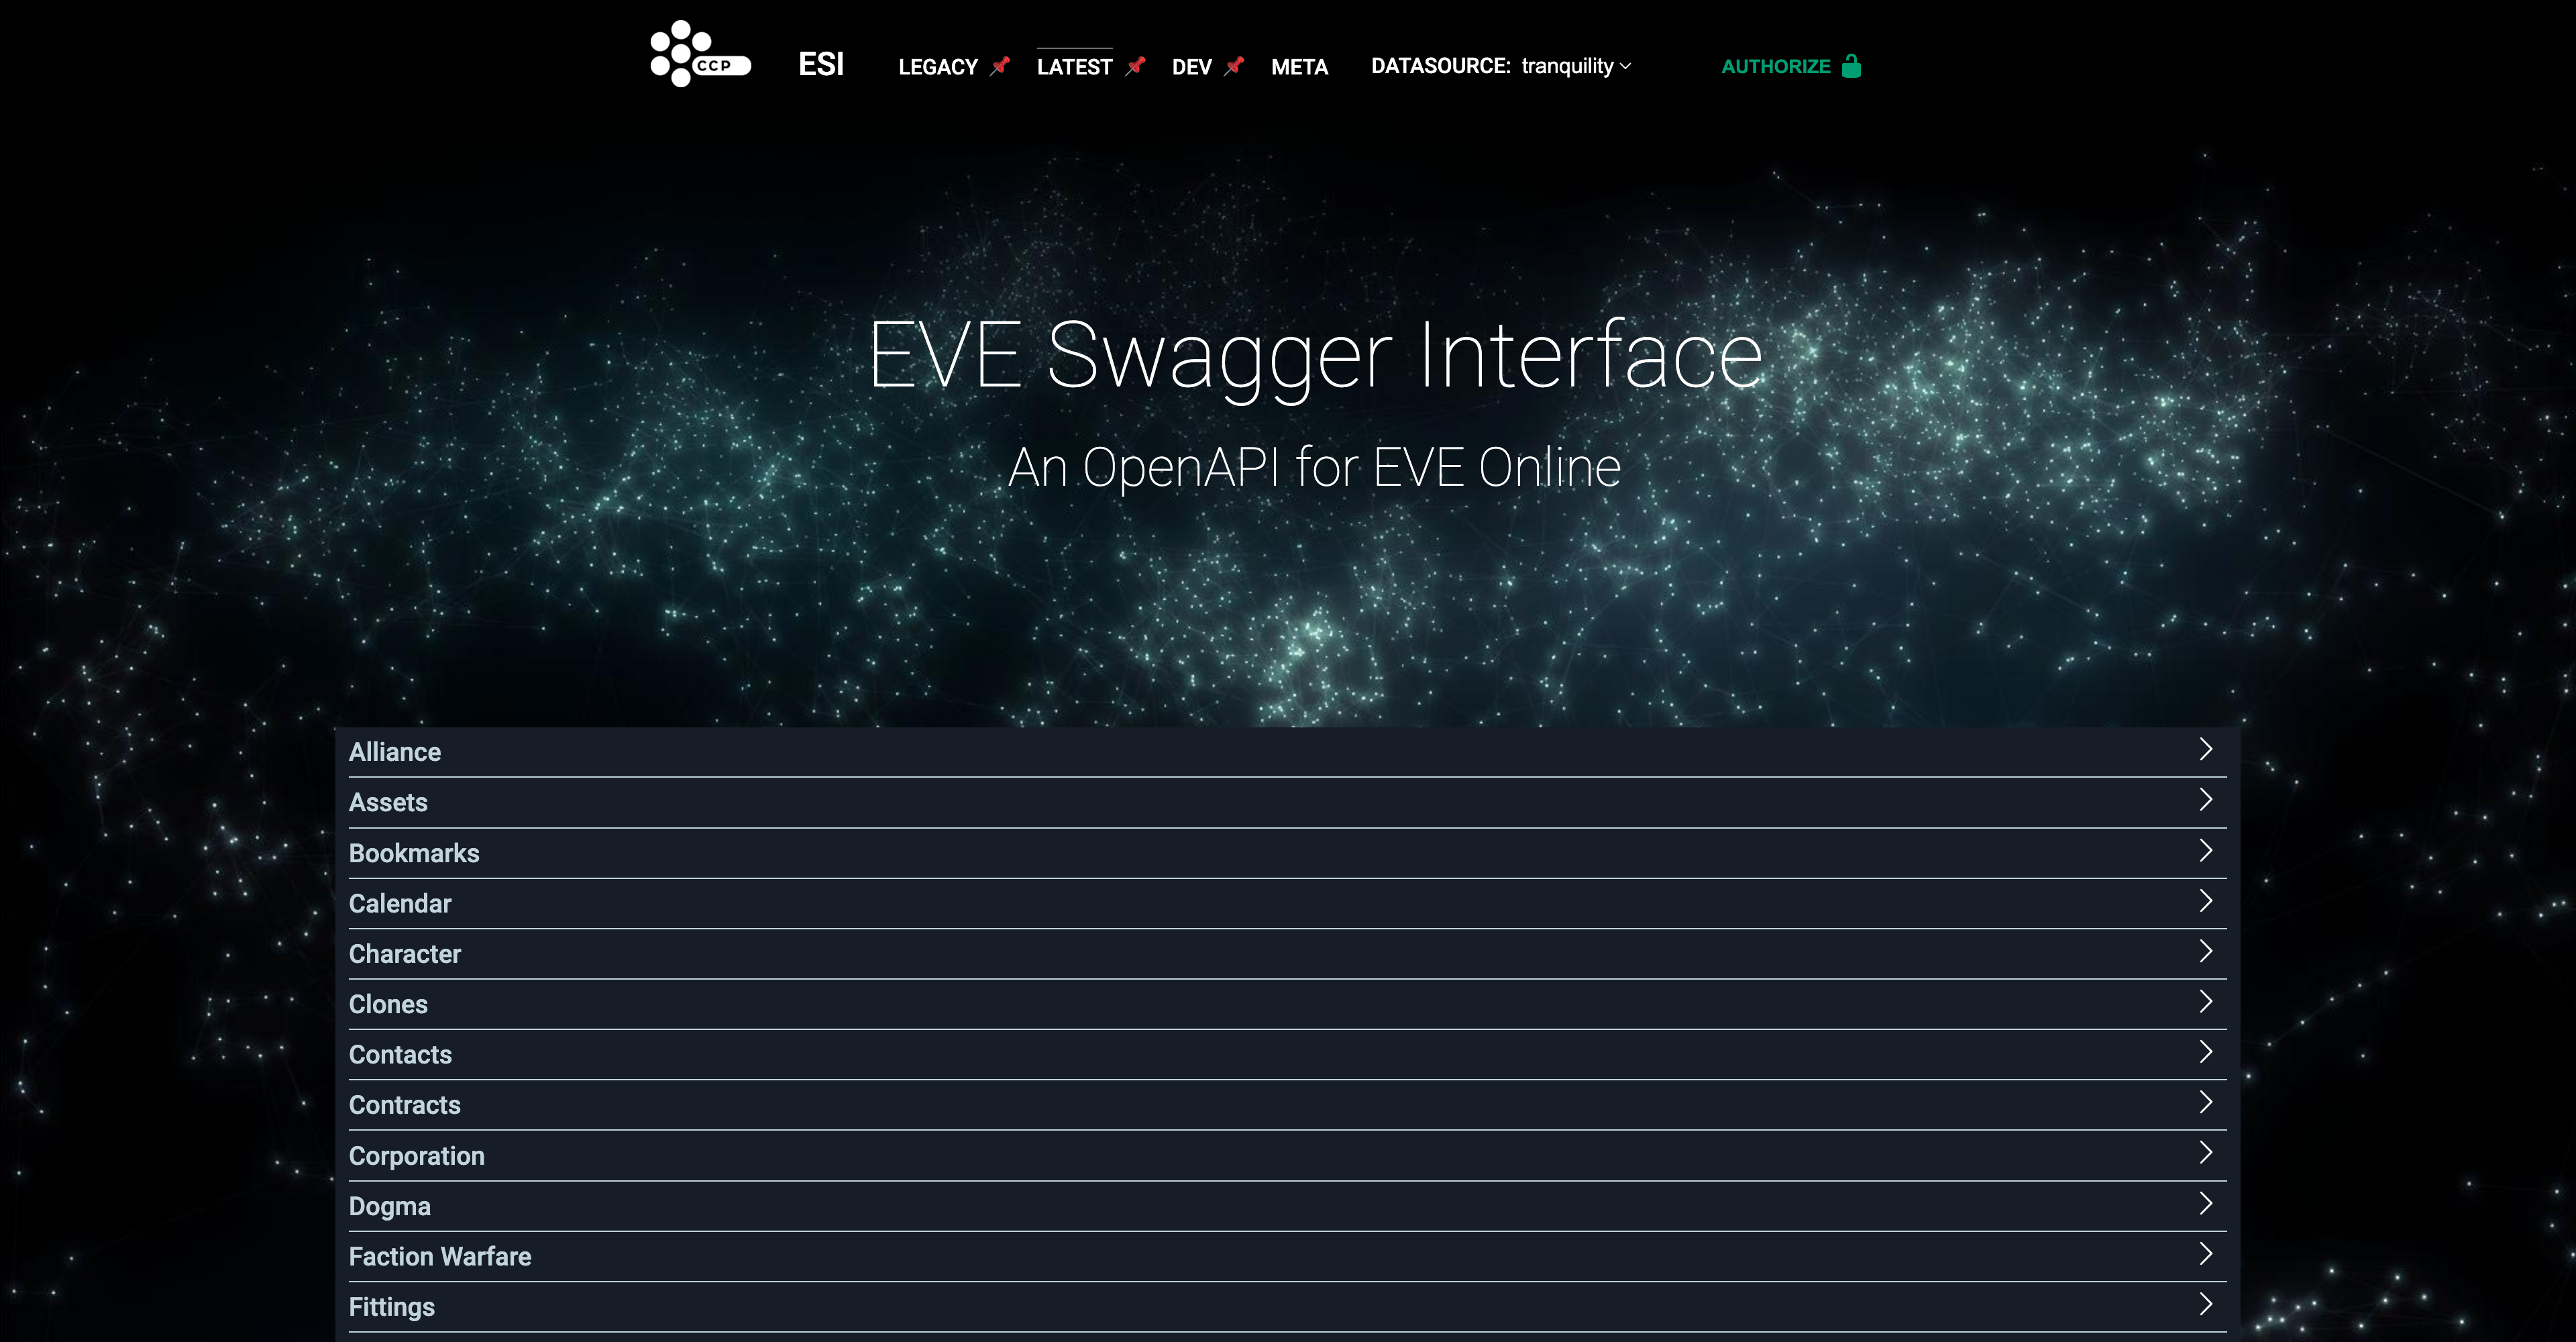 CCP
ESI LEGACY LATEST DEV META DATASOURCE: tranquility AUTHORIZE
EVE Swagger Interface
An OpenAPI for EVE Online
Alliance
Assets
Bookmarks
Calendar
Character
Clones
Contacts
Contracts
Corporation
Dogma
Faction Warfare
Fittings